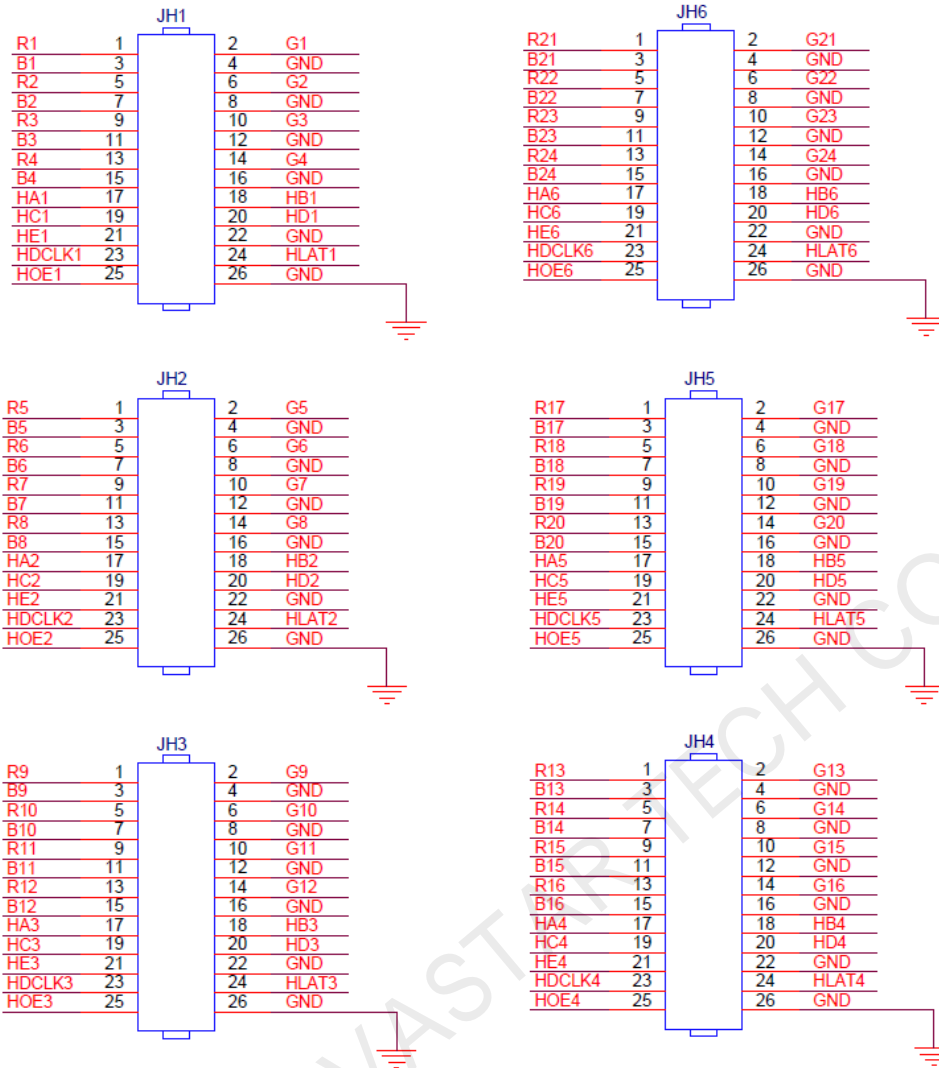 JH1
R1 1 2 G1
B1 3 4 GND
R2 5 6 G2
B2 7 8 GND
R3 9 10 G3
B3 11 12 GND
R4 13 14 G4
B4 15 16 GND
HA1 17 18 HB1
HC1 19 20 HD1
HE1 21 22 GND
HDCLK1 23 24 HLAT1
HOE1 25 26 GND
JH6
R21 1 2 G21
B21 3 4 GND
R22 5 6 G22
B22 7 8 GND
R23 9 10 G23
B23 11 12 GND
R24 13 14 G24
B24 15 16 GND
HA6 17 18 HB6
HC6 19 20 HD6
HE6 21 22 GND
HDCLK6 23 24 HLAT6
HOE6 25 26 GND
JH2
R5 1 2 G5
B5 3 4 GND
R6 5 6 G6
B6 7 8 GND
R7 9 10 G7
B7 11 12 GND
R8 13 14 G8
B8 15 16 GND
HA2 17 18 HB2
HC2 19 20 HD2
HE2 21 22 GND
HDCLK2 23 24 HLAT2
HOE2 25 26 GND
JH5
R17 1 2 G17
B17 3 4 GND
R18 5 6 G18
B18 7 8 GND
R19 9 10 G19
B19 11 12 GND
R20 13 14 G20
B20 15 16 GND
HA5 17 18 HB5
HC5 19 20 HD5
HE5 21 22 GND
HDCLK5 23 24 HLAT5
HOE5 25 26 GND
JH3
R9 1 2 G9
B9 3 4 GND
R10 5 6 G10
B10 7 8 GND
R11 9 10 G11
B11 11 12 GND
R12 13 14 G12
B12 15 16 GND
HA3 17 18 HB3
HC3 19 20 HD3
HE3 21 22 GND
HDCLK3 23 24 HLAT3
HOE3 25 26 GND
JH4
R13 1 2 G13
B13 3 4 GND
R14 5 6 G14
B14 7 8 GND
R15 9 10 G15
B15 11 12 GND
R16 13 14 G16
B16 15 16 GND
HA4 17 18 HB4
HC4 19 20 HD4
HE4 21 22 GND
HDCLK4 23 24 HLAT4
HOE4 25 26 GND
VASTAR TECH CO